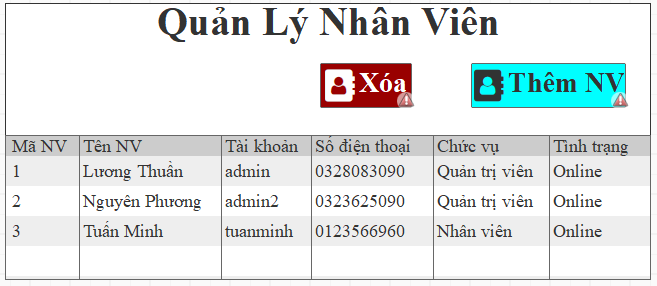 Quản Lý Nhân Viên
Xóa Thêm NV
Mã NV Tên NV Tài khoản Số điện thoại Chức vụ Tình trạng
1 Lương Thuần admin 0328083090 Quản trị viên Online
2 Nguyên Phương admin2 0323625090 Quản trị viên Online
3 Tuấn Minh tuanminh 0123566960 Nhân viên Online